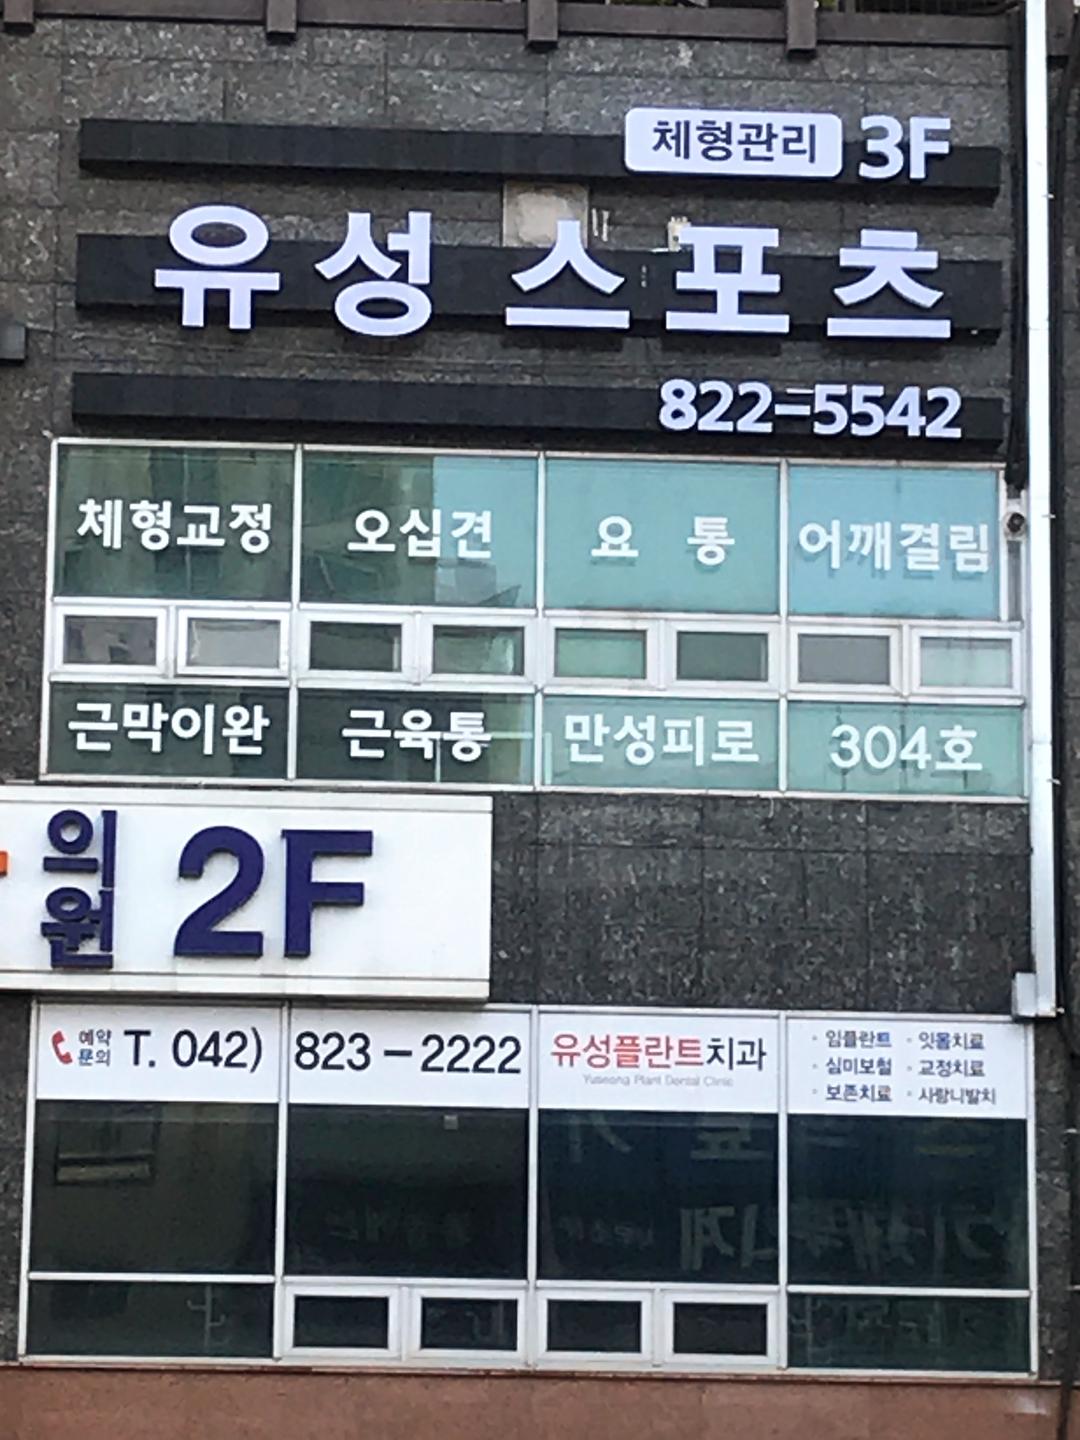 체형관리 3F
유성 스포츠
822-5542
체형교정 오십견 요 통 어깨결림
근막이완 근육통 만성피로 304호
의원 2F
예약문의 T. 042) 823-2222
유성플란트치과
Yuseong Plant Dental Clinic
· 임플란트 · 잇몸치료
· 심미보철 · 교정치료
· 보존치료 · 사랑니발치